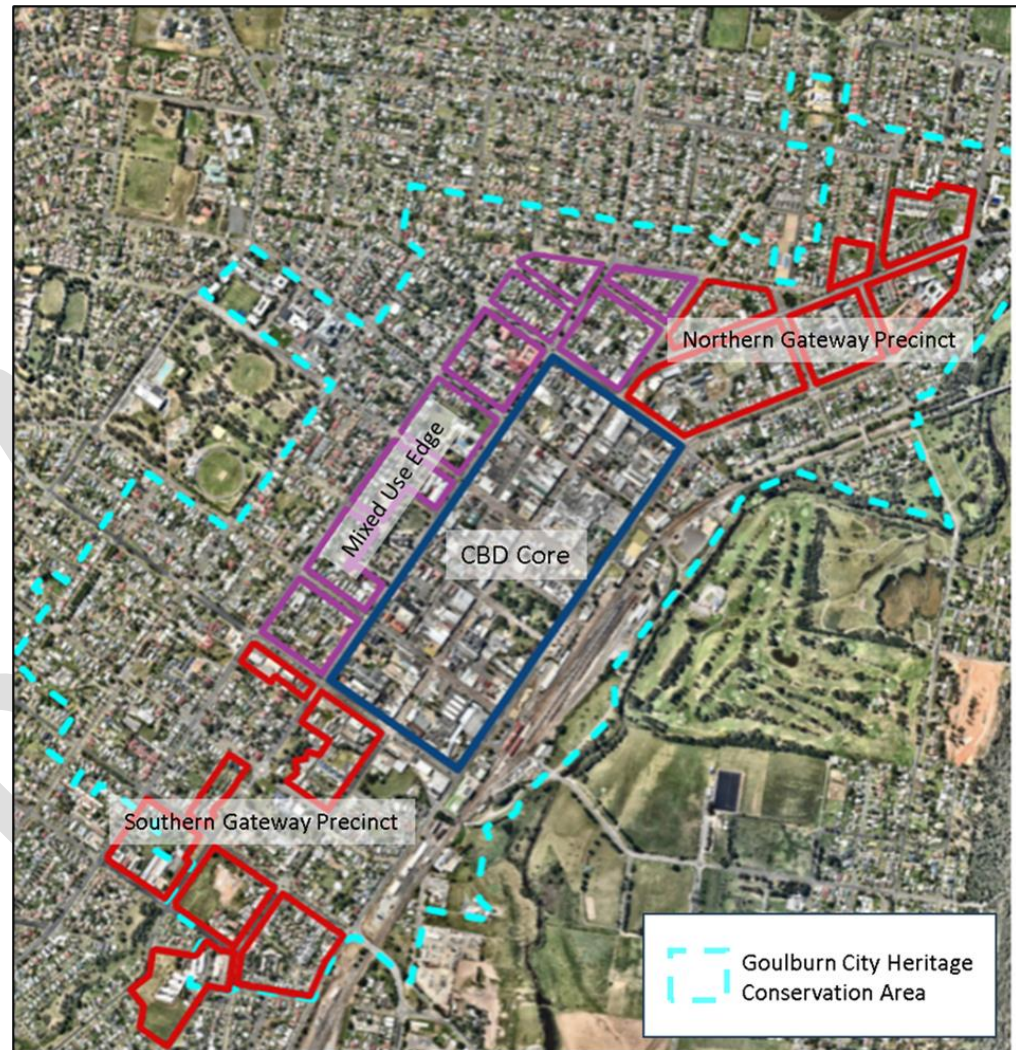 Northern Gateway Precinct
Mixed Use Edge
CBD Core
Southern Gateway Precinct
Goulburn City Heritage
Conservation Area